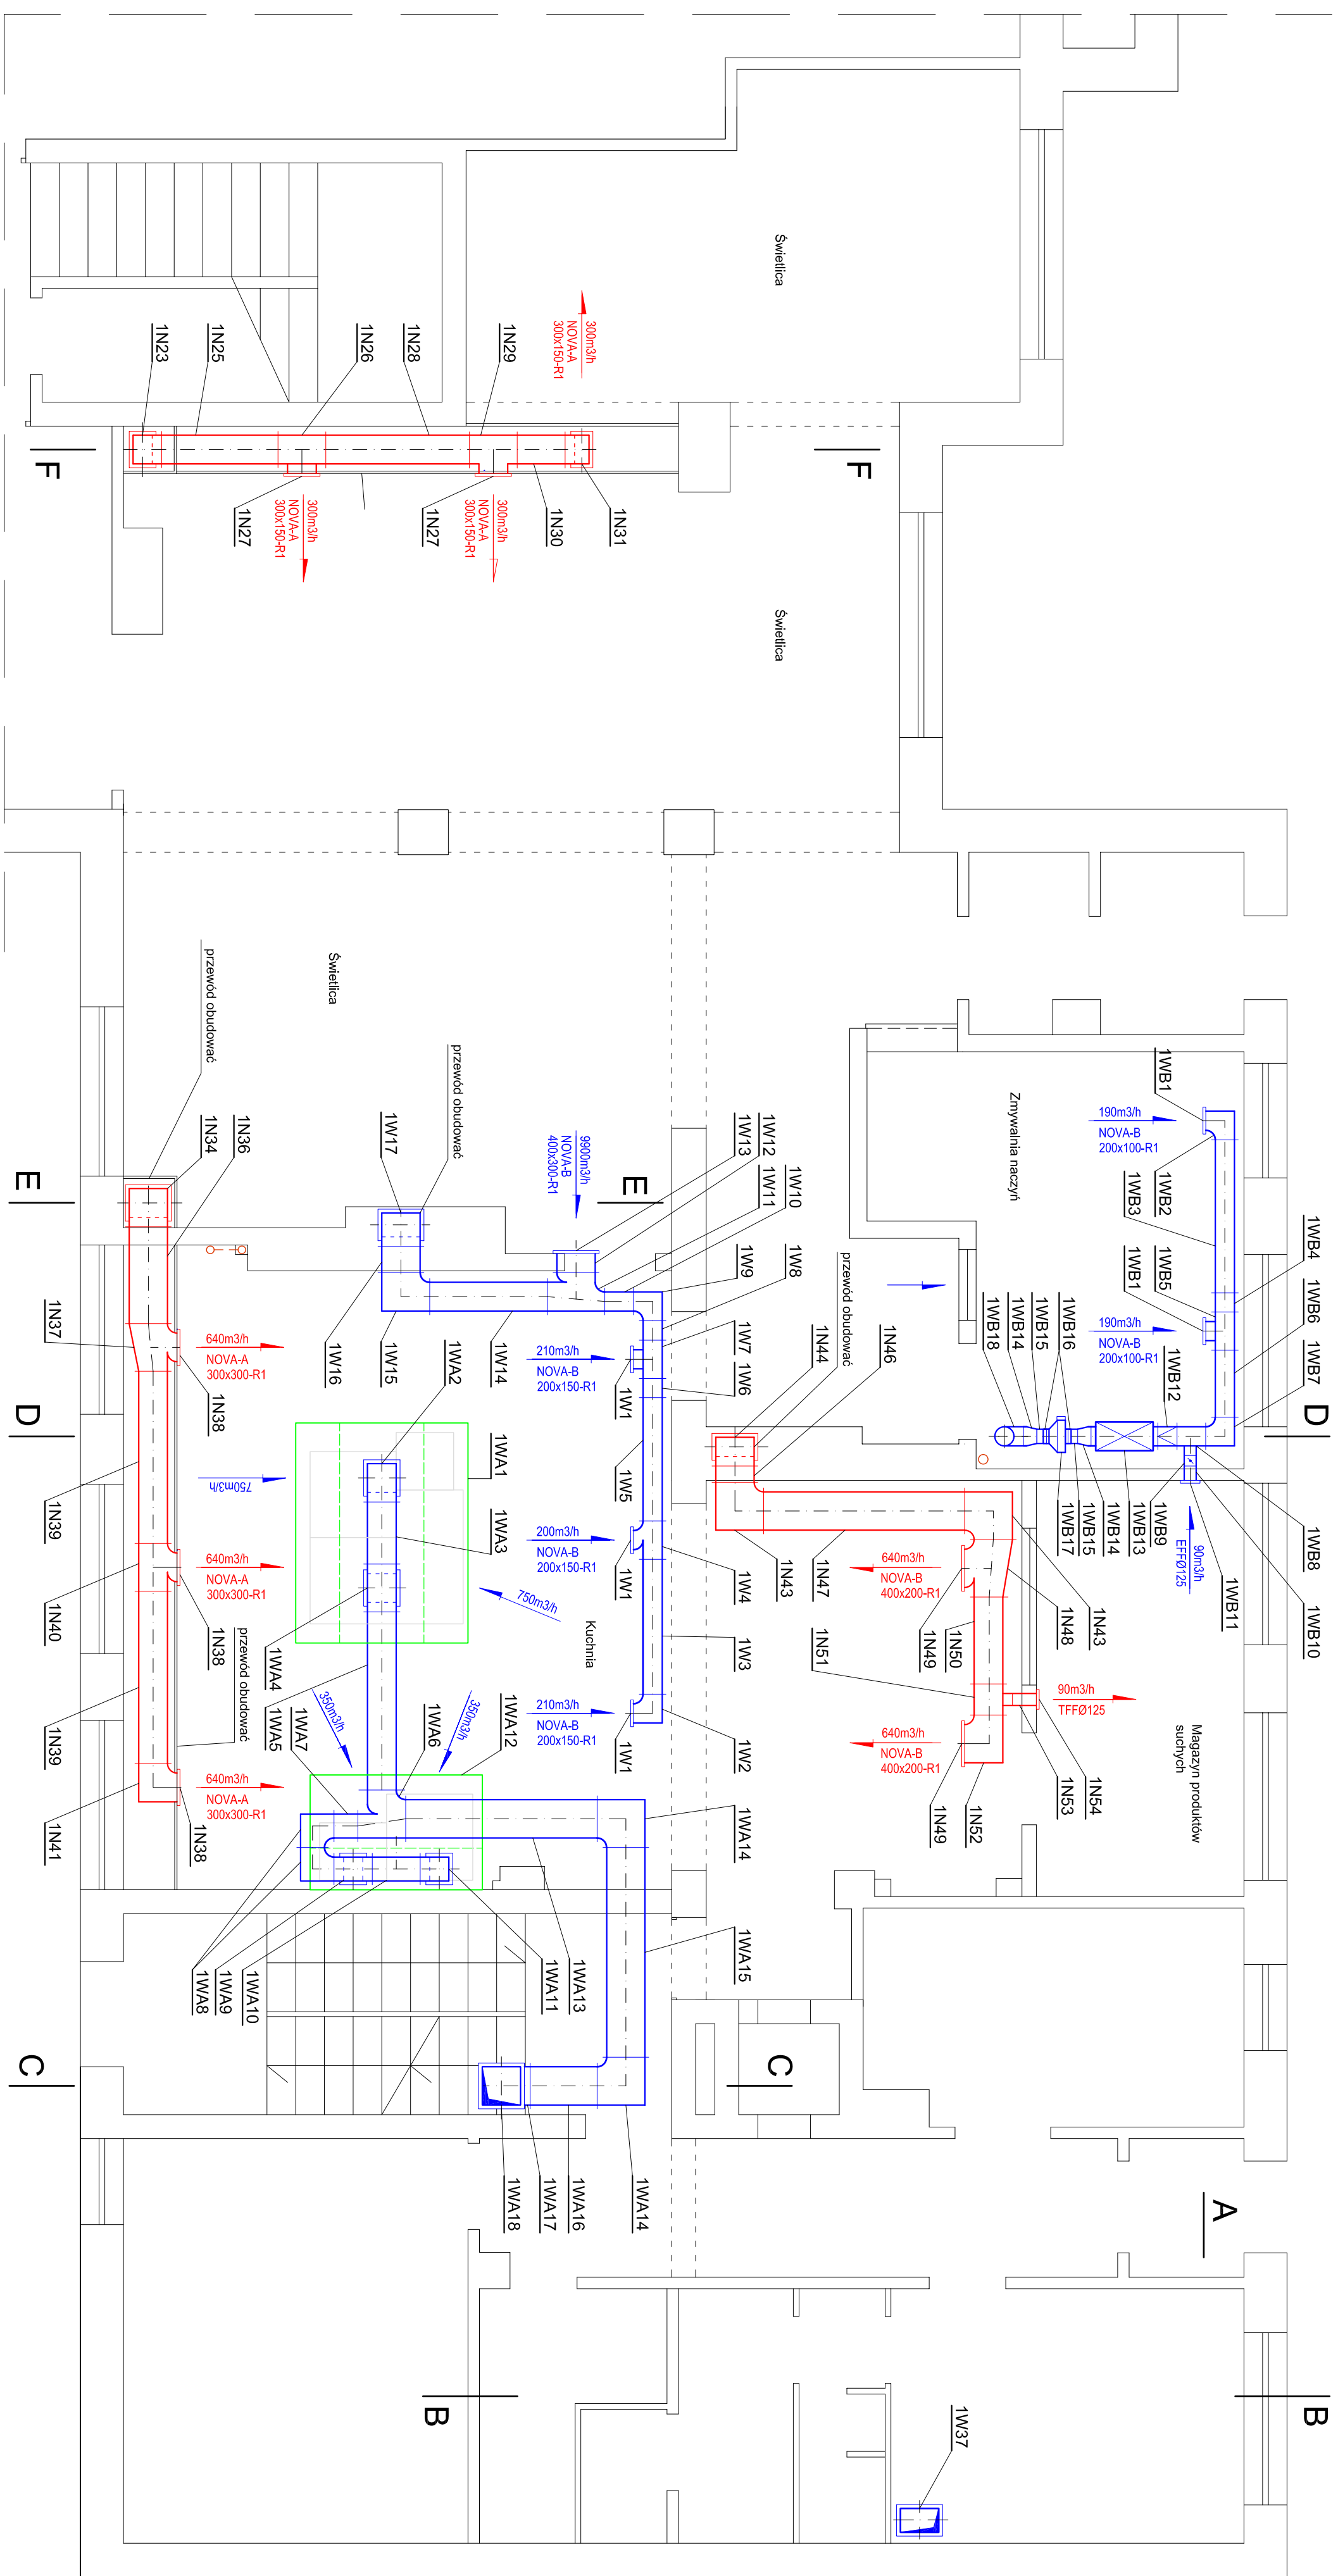 Świetlica
300m3/h
NOVA-A
300x150-R1
1N23
1N25
1N26
1N28
1N29
F
F
1N27
300m3/h
NOVA-A
300x150-R1
1N27
300m3/h
NOVA-A
300x150-R1
1N30
1N31
Świetlica
Świetlica
przewód obudować
1N34
1N36
E
E
przewód obudować
1W17
9900m3/h
NOVA-B
400x300-R1
1W13
1W12
1W11
1W10
1W9
1W8
1W7
1W6
przewód obudować
1N44
1N46
Zmywalnia naczyń
1WB1
190m3/h
NOVA-B
200x100-R1
1WB2
1WB3
1WB4
1WB6
1WB7
1WB5
1WB1
190m3/h
NOVA-B
200x100-R1
1WB12
1WB18
1WB14
1WB15
1WB16
D
D
1N37
640m3/h
NOVA-A
300x300-R1
1N38
1W16
1W15
1WA2
1W14
210m3/h
NOVA-B
200x150-R1
1W1
1WB17
1WB15
1WB14
1WB13
1WB9
90m3/h
EFFØ125
1WB11
1WB10
1WB8
1WA1
750m3/h
1WA3
1N39
1W5
200m3/h
NOVA-B
200x150-R1
1W1
1W4
1N43
1N47
640m3/h
NOVA-B
400x200-R1
1N49
1N50
1N48
1N43
1N51
640m3/h
NOVA-A
300x300-R1
1N38
1N40
750m3/h
Kuchnia
1W3
przewód obudować
1WA4
1WA5
1WA7
350m3/h
1WA6
350m3/h
1WA12
210m3/h
NOVA-B
200x150-R1
1W1
1W2
90m3/h
TFFØ125
Magazyn produktów
suchych
640m3/h
NOVA-B
400x200-R1
1N49
1N52
1N53
1N54
1N39
1N41
640m3/h
NOVA-A
300x300-R1
1N38
1WA14
1WA15
1WA8
1WA9
1WA10
1WA11
1WA13
C
C
1WA18
1WA17
1WA16
1WA14
A
B
B
1W37